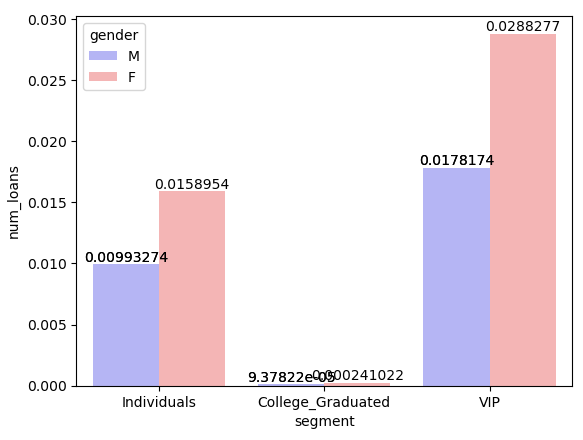 gender
M
F
0.030
0.025
0.020
0.015
0.010
0.005
0.000
num_loans
0.00993274
0.0158954
9.37822e-05
0.000241022
0.0178174
0.0288277
Individuals
College_Graduated
VIP
segment